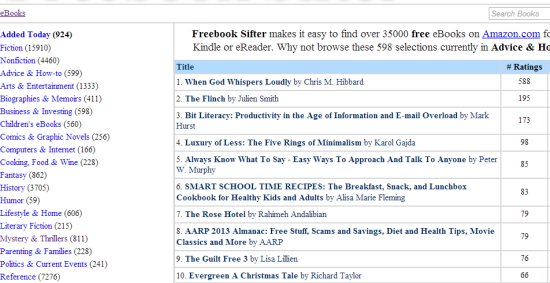 eBooks
Search Books
Added Today (924)
Fiction (15910)
Nonfiction (4460)
Advice & How-to (599)
Arts & Entertainment (1333)
Biographies & Memoirs (411)
Business & Investing (598)
Children's eBooks (560)
Comics & Graphic Novels (256)
Computers & Internet (166)
Cooking, Food & Wine (228)
Fantasy (862)
History (3705)
Humor (59)
Lifestyle & Home (606)
Literary Fiction (215)
Mystery & Thrillers (811)
Parenting & Families (228)
Politics & Current Events (241)
Reference (7276)
Freebook Sifter makes it easy to find over 35000 free eBooks on Amazon.com fo
Kindle or eReader. Why not browse these 598 selections currently in Advice & Ho
Title # Ratings
1. When God Whispers Loudly by Chris M. Hibbard 588
2. The Flinch by Julien Smith 195
3. Bit Literacy: Productivity in the Age of Information and E-mail Overload by Mark
Hurst 173
4. Luxury of Less: The Five Rings of Minimalism by Karol Gajda 98
5. Always Know What To Say - Easy Ways To Approach And Talk To Anyone by Peter
W. Murphy 85
6. SMART SCHOOL TIME RECIPES: The Breakfast, Snack, and Lunchbox
Cookbook for Healthy Kids and Adults by Alisa Marie Fleming 83
7. The Rose Hotel by Rahimeh Andalibian 79
8. AARP 2013 Almanac: Free Stuff, Scams and Savings, Diet and Health Tips, Movie
Classics and More by AARP 79
9. The Guilt Free 3 by Lisa Lillien 76
10. Evergreen A Christmas Tale by Richard Taylor 66